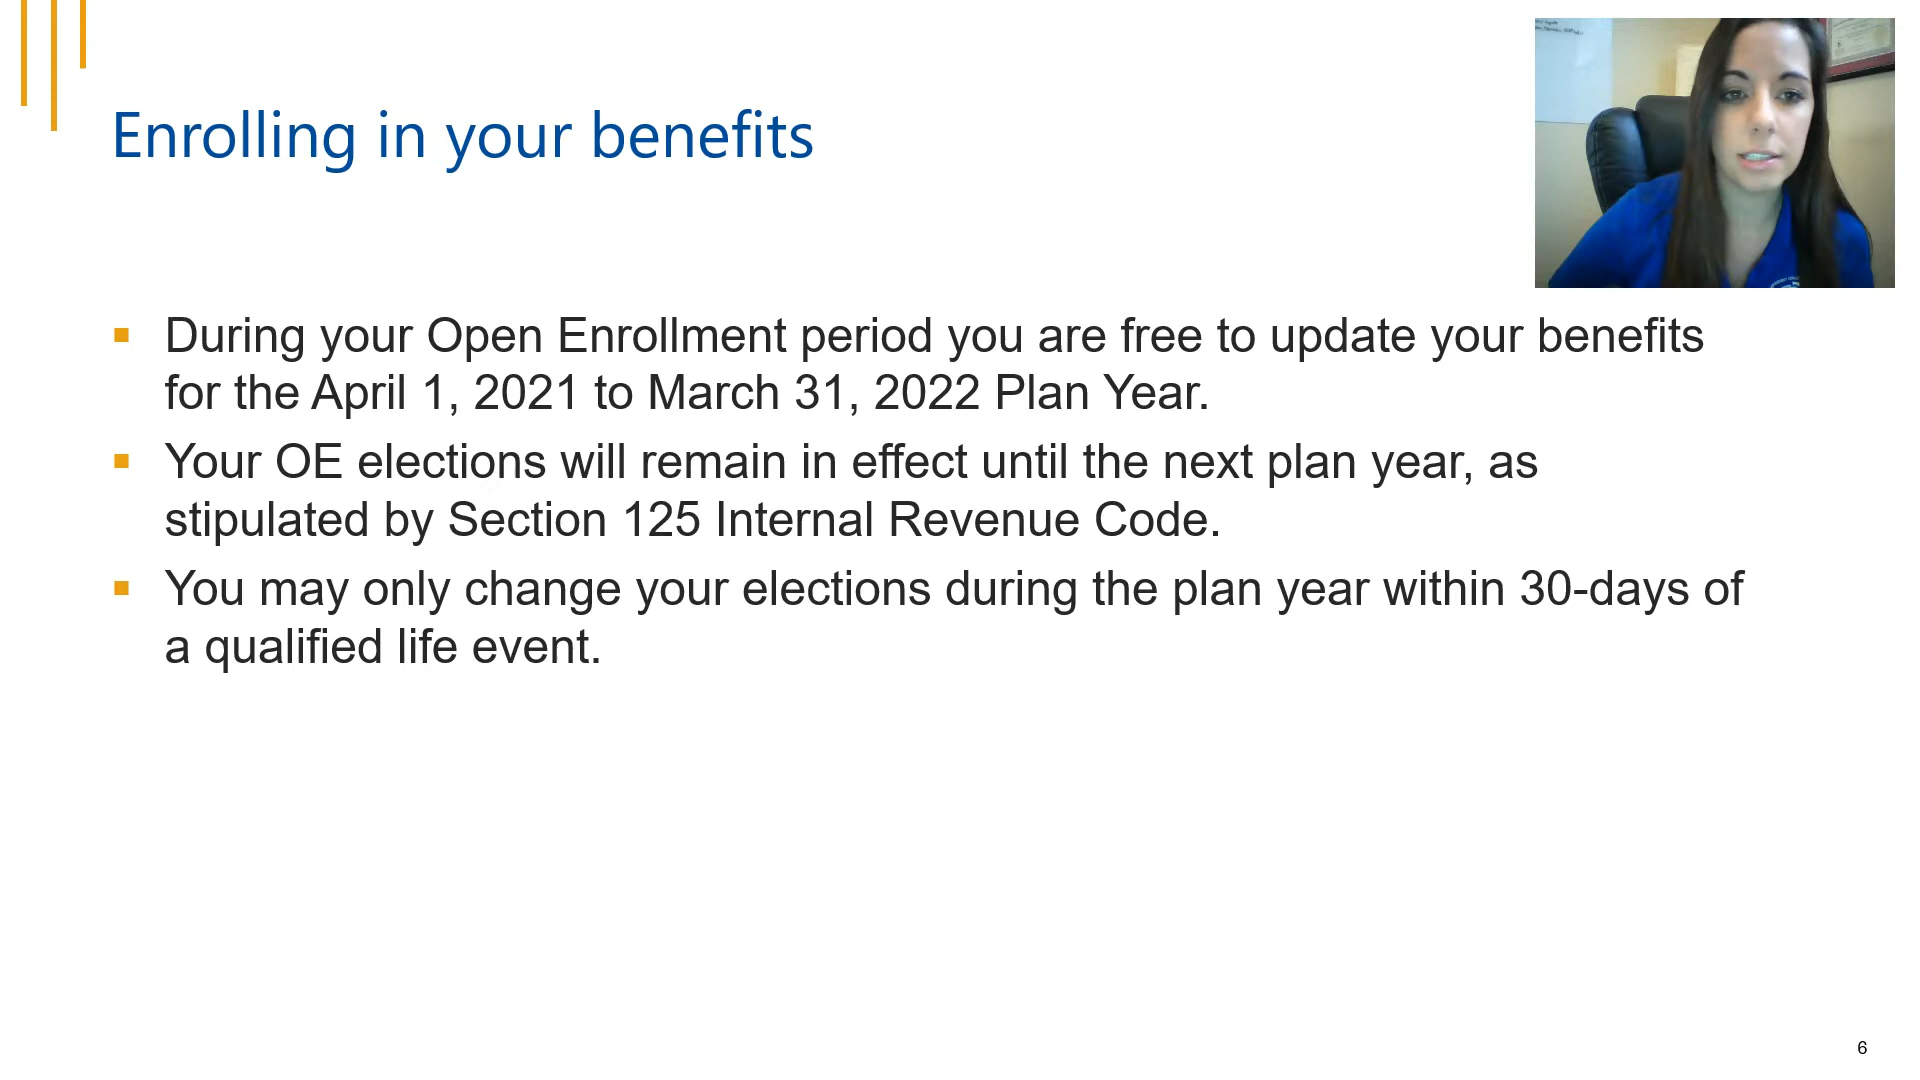 Enrolling in your benefits
During your Open Enrollment period you are free to update your benefits
for the April 1, 2021 to March 31, 2022 Plan Year.
Your OE elections will remain in effect until the next plan year, as
stipulated by Section 125 Internal Revenue Code.
You may only change your elections during the plan year within 30-days of
a qualified life event.
6